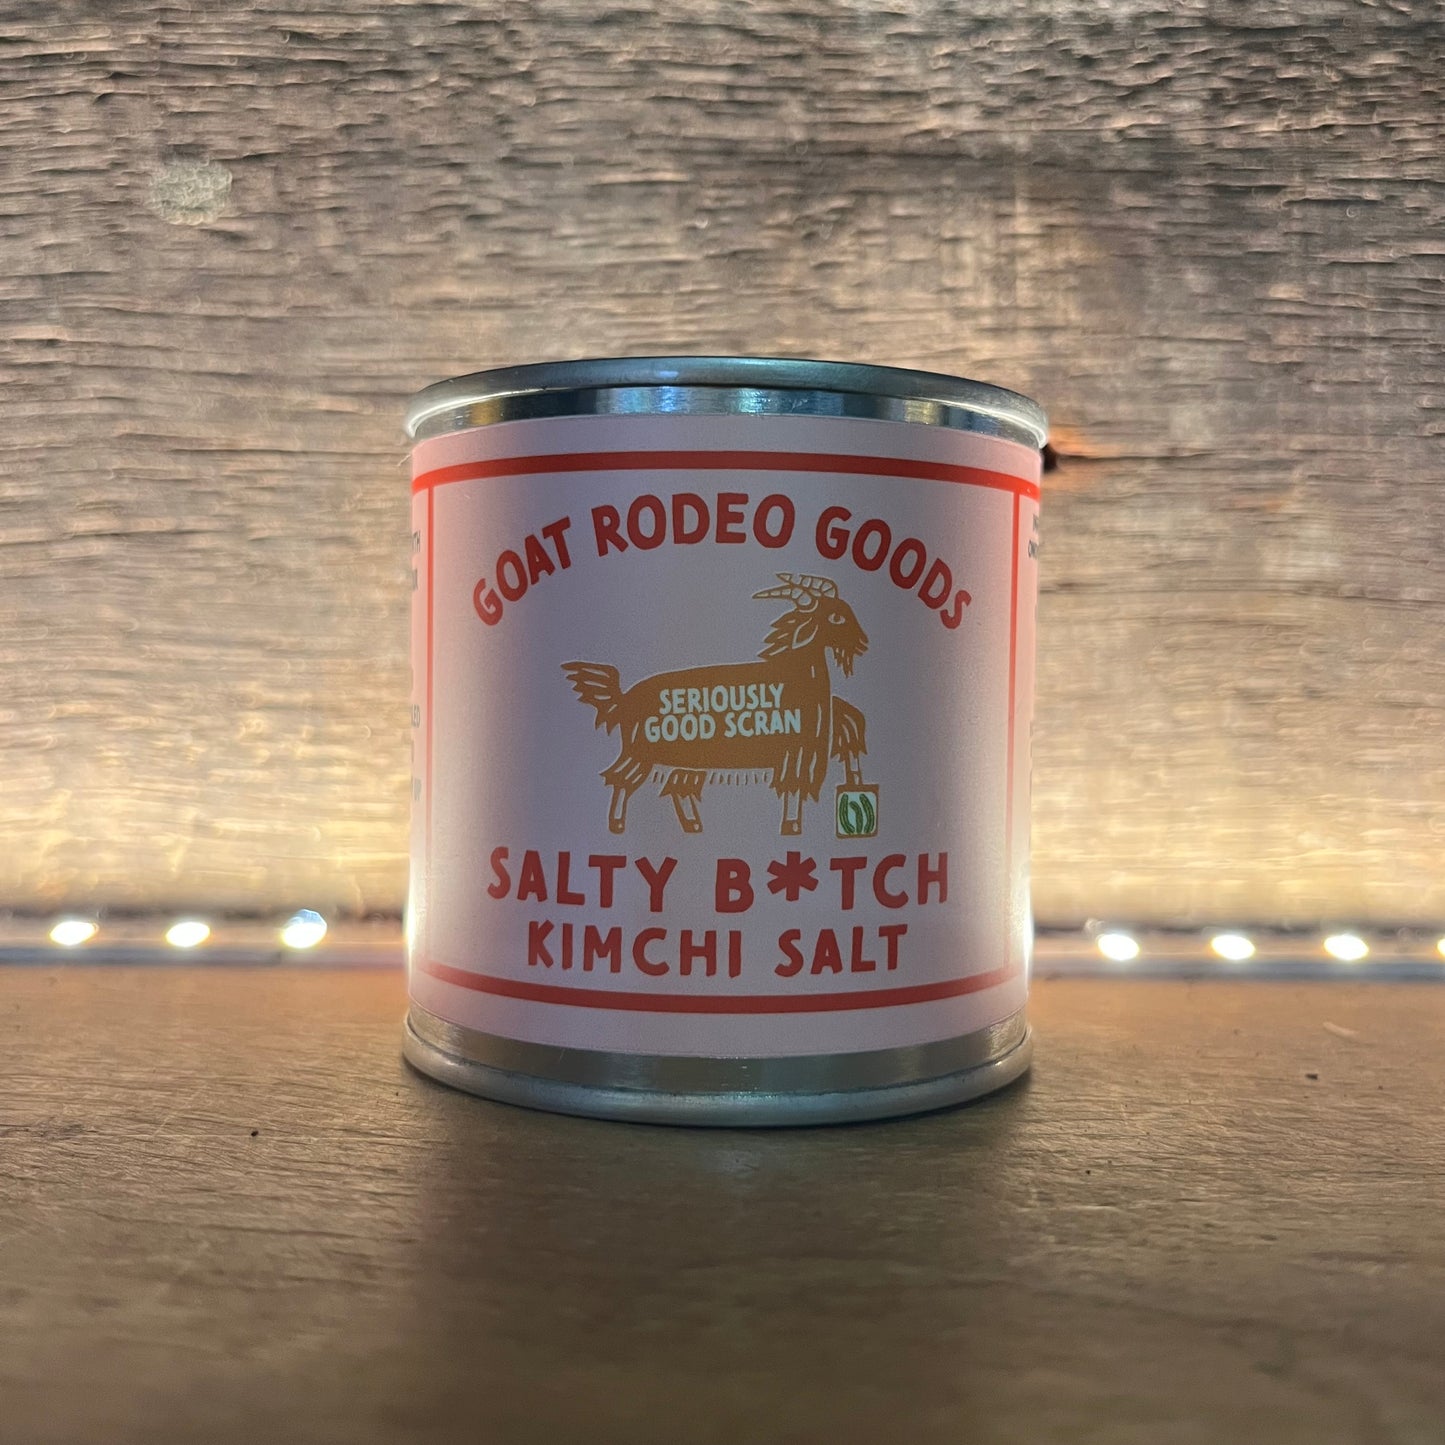 GOAT RODEO GOODS
SERIOUSLY
GOOD SCRAN
SALTY B*TCH
KIMCHI SALT